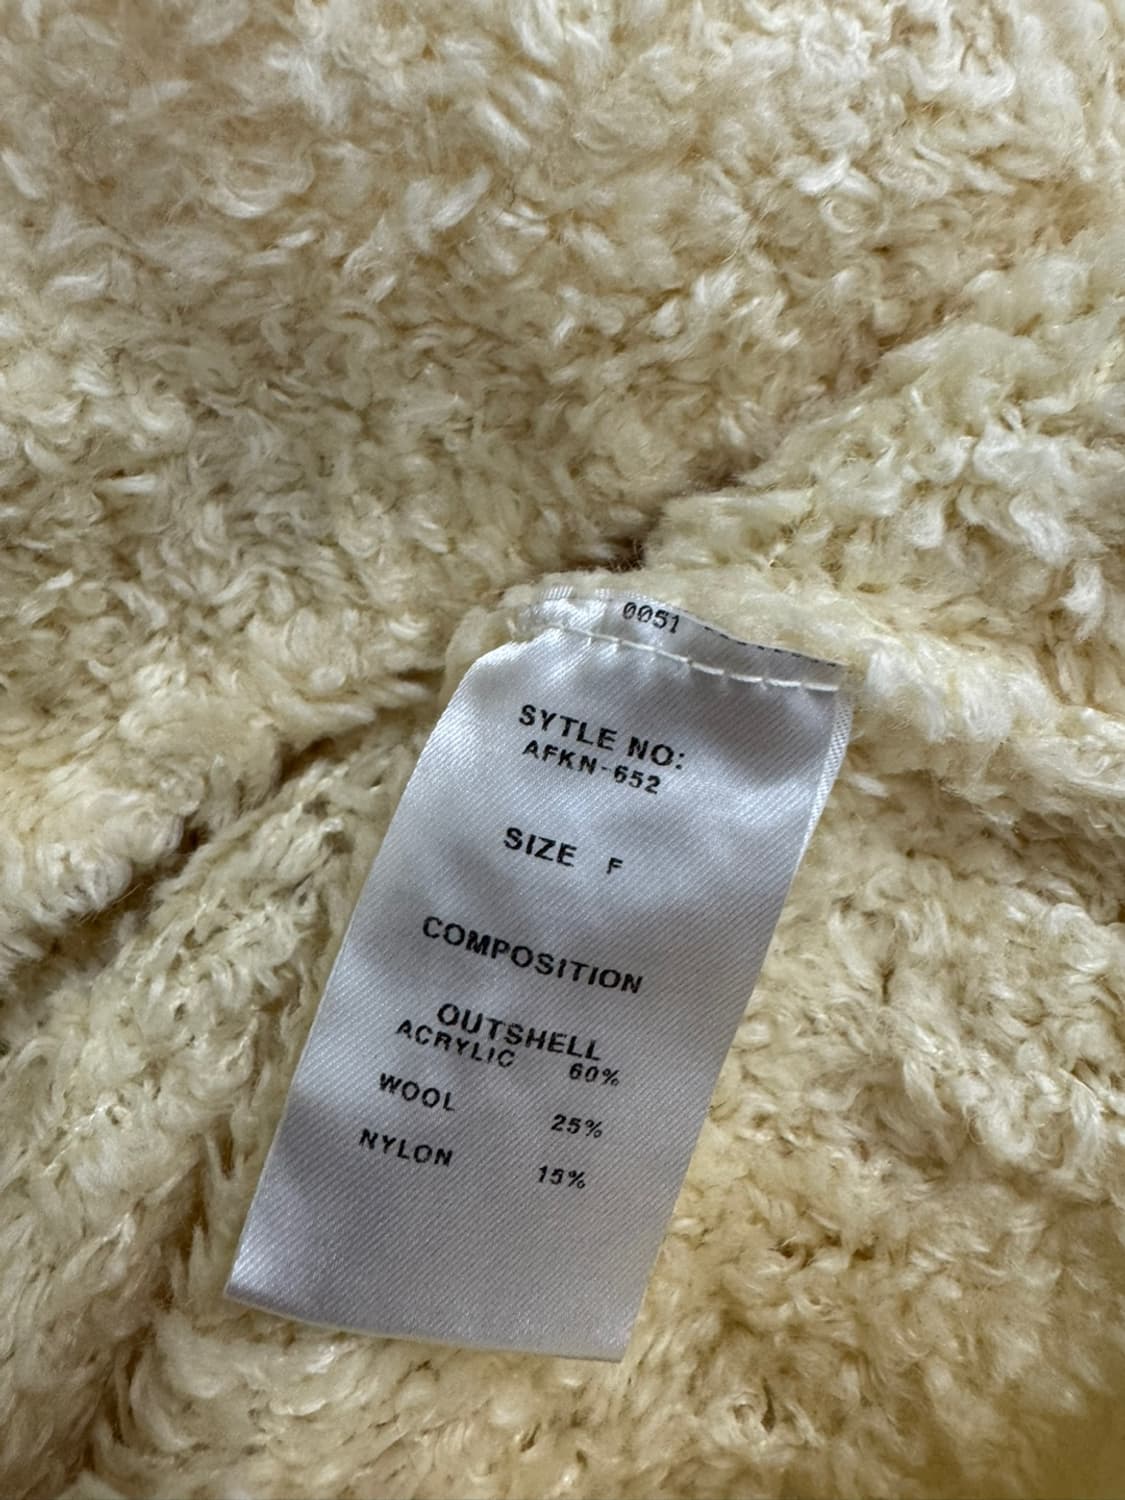 0051
SYTLE NO:
AFKN-652
SIZE F
COMPOSITION
OUTSHELL
ACRYLIC 60%
WOOL 25%
NYLON 15%